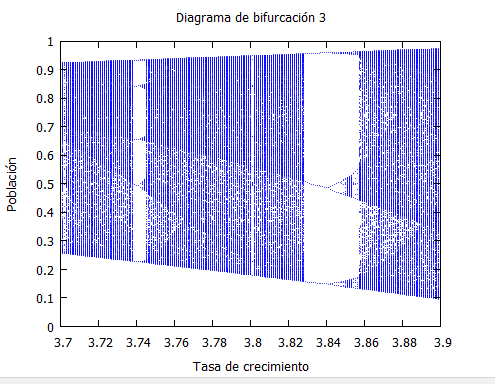 Diagrama de bifurcación 3
Población
1
0.9
0.8
0.7
0.6
0.5
0.4
0.3
0.2
0.1
0
3.7 3.72 3.74 3.76 3.78 3.8 3.82 3.84 3.86 3.88 3.9
Tasa de crecimiento